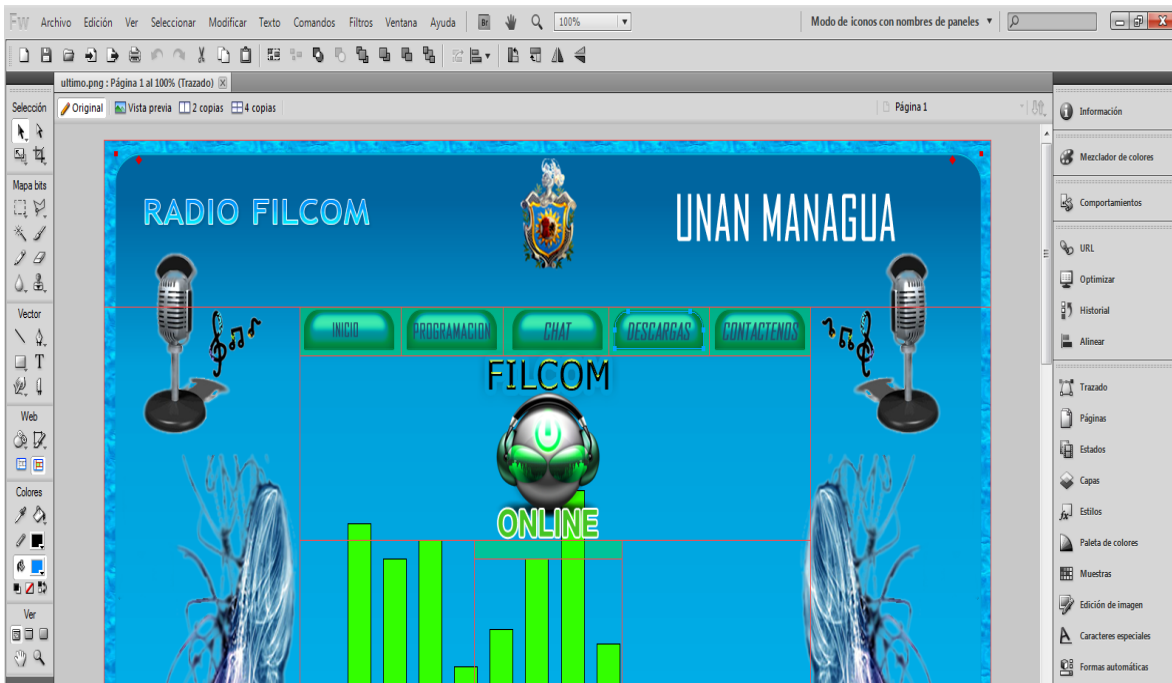 Fw Archivo Edición Ver Seleccionar Modificar Texto Comandos Filtros Ventana Ayuda Br 100% Modo de iconos con nombres de paneles
ultimo.png : Página 1 al 100% (Trazado)
Original Vista previa 2 copias 4 copias Página 1
Selección
Mapa bits
Vector
T
Web
Colores
Ver
RADIO FILCOM
UNAN MANAGUA
INICIO PROGRAMACION CHAT DESCARGAS CONTACTENOS
FILCOM
ONLINE
Información
Mezclador de colores
Comportamientos
URL
Optimizar
Historial
Alinear
Trazado
Páginas
Estados
Capas
Estilos
Paleta de colores
Muestras
Edición de imagen
Caracteres especiales
Formas automáticas